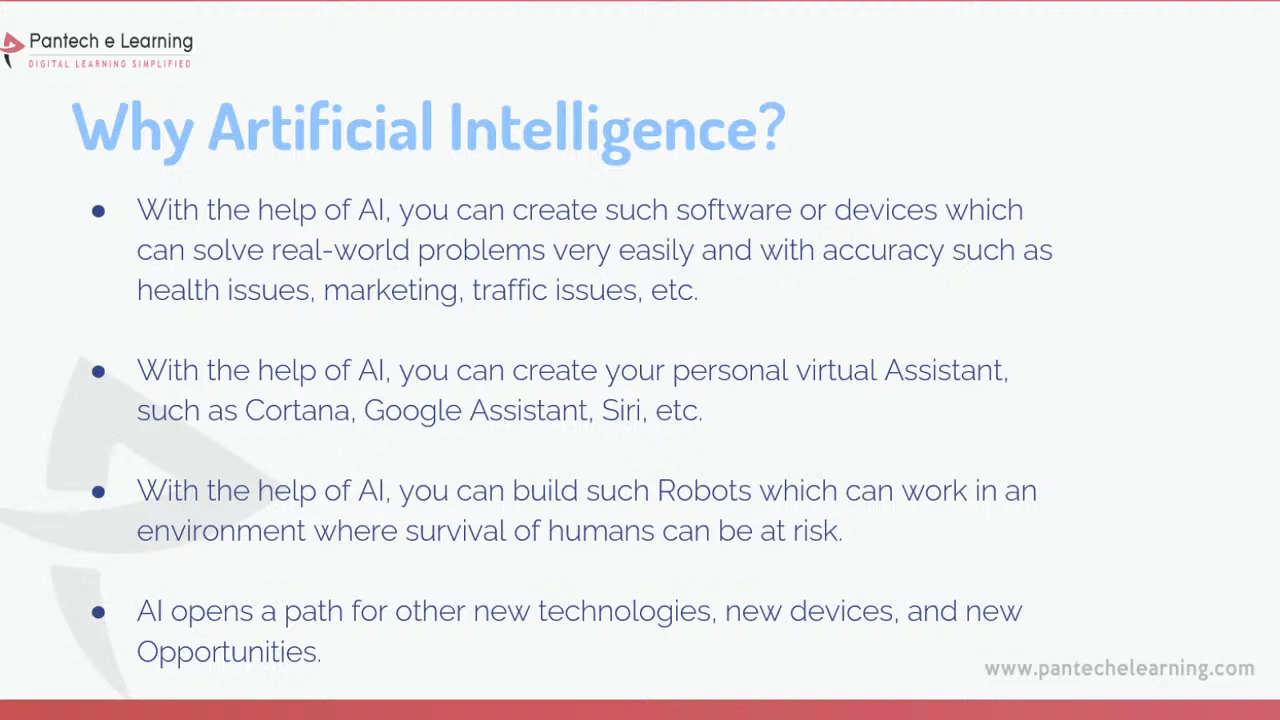 Pantech e Learning
DIGITAL LEARNING SIMPLIFIED
Why Artificial Intelligence?
● With the help of AI, you can create such software or devices which
can solve real-world problems very easily and with accuracy such as
health issues, marketing, traffic issues, etc.
● With the help of AI, you can create your personal virtual Assistant,
such as Cortana, Google Assistant, Siri, etc.
● With the help of AI, you can build such Robots which can work in an
environment where survival of humans can be at risk.
● AI opens a path for other new technologies, new devices, and new
Opportunities.
www.pantechelearning.com